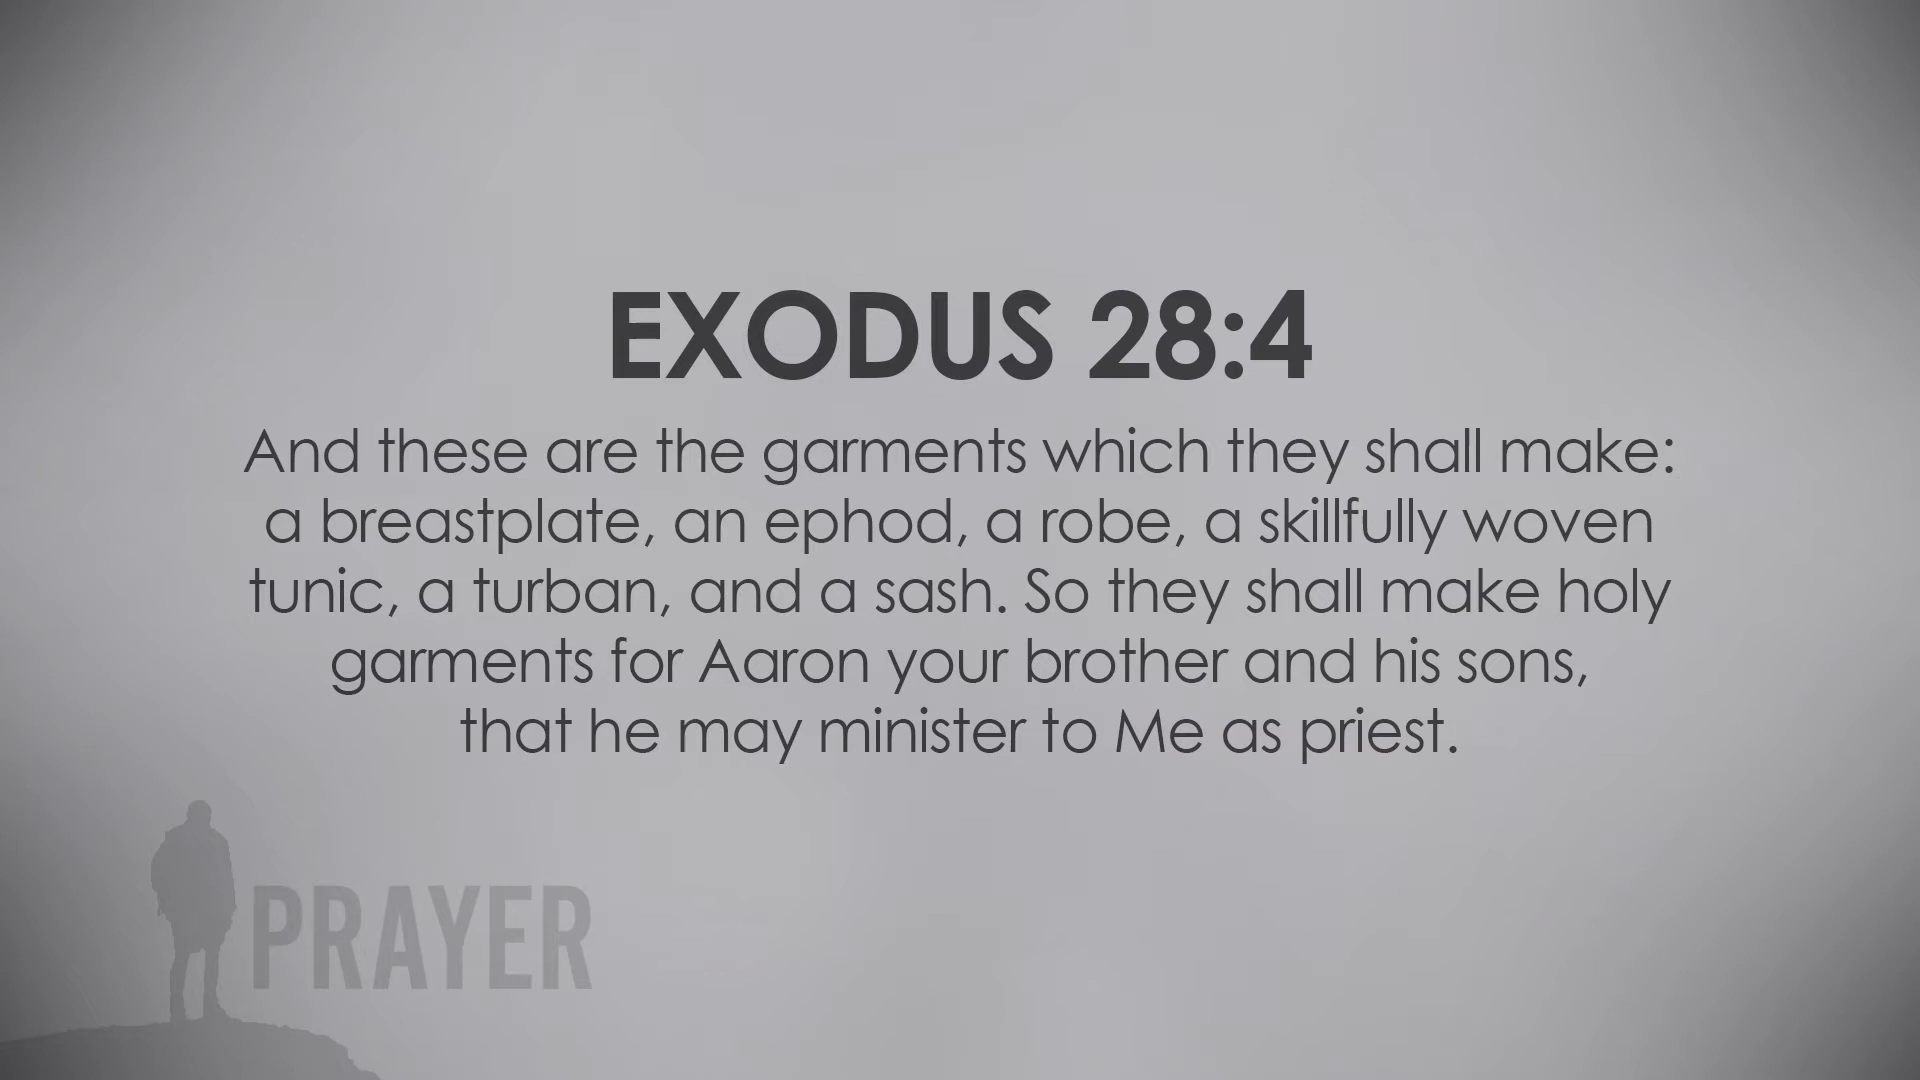 EXODUS 28:4
And these are the garments which they shall make:
a breastplate, an ephod, a robe, a skillfully woven
tunic, a turban, and a sash. So they shall make holy
garments for Aaron your brother and his sons,
that he may minister to Me as priest.
PRAYER